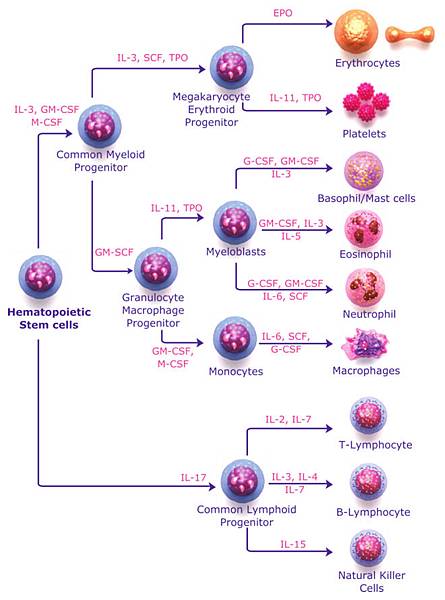 EPO
Erythrocytes
IL-3, SCF, TPO
Megakaryocyte
Erythroid
Progenitor
IL-11, TPO
Platelets
IL-3, GM-CSF
M-CSF
Common Myeloid
Progenitor
G-CSF, GM-CSF
IL-3
Basophil/Mast cells
IL-11, TPO
Myeloblasts
GM-CSF, IL-3
IL-5
Eosinophil
GM-SCF
Granulocyte
Macrophage
Progenitor
G-CSF, GM-CSF
IL-6, SCF
Neutrophil
Hematopoietic
Stem cells
GM-CSF,
M-CSF
Monocytes
IL-6, SCF,
G-CSF
Macrophages
IL-2, IL-7
T-Lymphocyte
IL-17
Common Lymphoid
Progenitor
IL-3, IL-4
IL-7
B-Lymphocyte
IL-15
Natural Killer
Cells